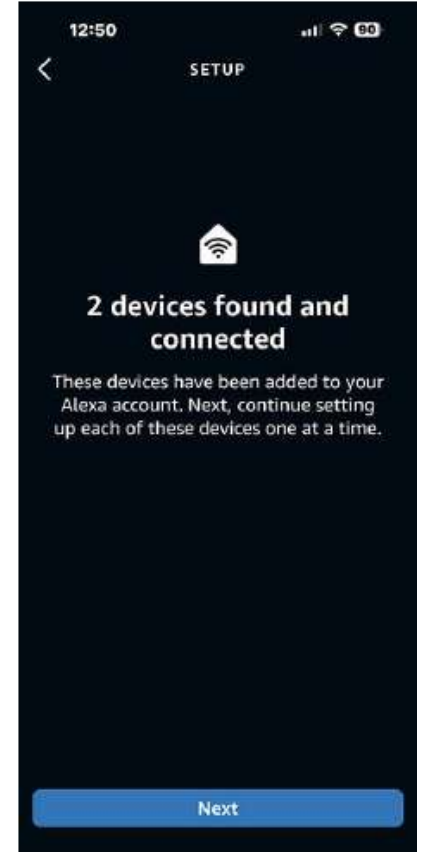 12:50
90
SETUP
2 devices found and
connected
These devices have been added to your
Alexa account. Next, continue setting
up each of these devices one at a time.
Next